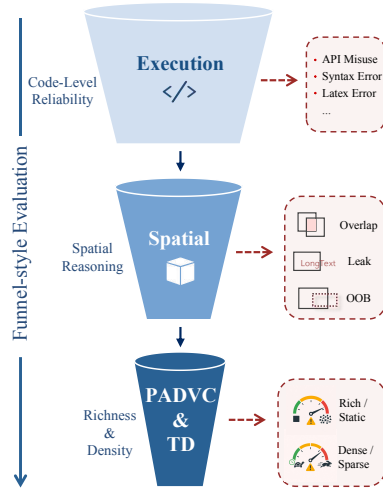 Funnel-style Evaluation
Code-Level
Reliability
Execution
</>
• API Misuse
• Syntax Error
• Latex Error
...
Spatial
Reasoning
Spatial
Overlap
LongText
Leak
OOB
Richness
&
Density
PADVC
&
TD
Rich /
Static
Dense /
Sparse